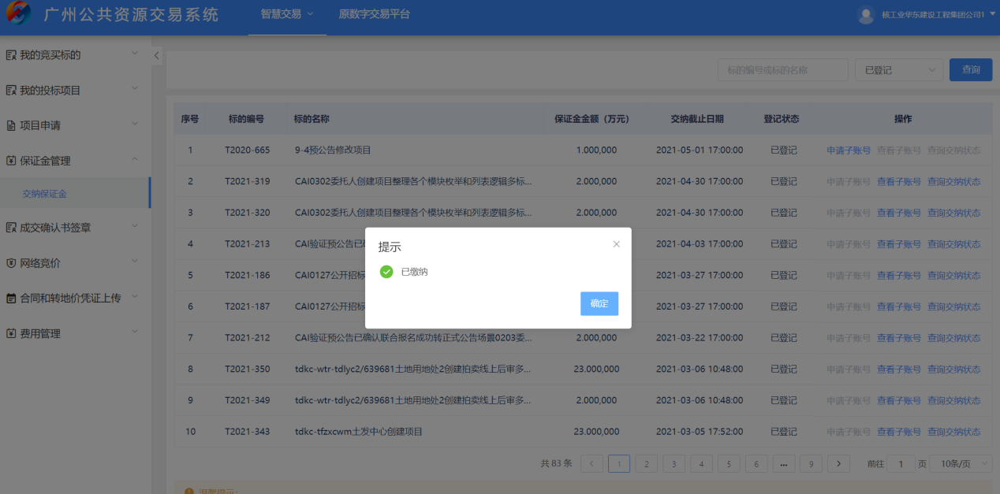 广州公共资源交易系统 智慧交易 原数字交易平台 核工业华东建设工程集团公司1
我的竞买标的
我的投标项目
项目申请
保证金管理
交纳保证金
成交确认书签章
网络竞价
合同和转地价凭证上传
费用管理
标的编号或标的名称 已登记 查询
序号 标的编号 标的名称 保证金金额（万元） 交纳截止日期 登记状态 操作
1 T2020-665 9-4预公告修改项目 1.000,000 2021-05-01 17:00:00 已登记 申请子账号 查看子账号 查询交纳状态
2 T2021-319 CAI0302委托人创建项目整理各个模块枚举和列表逻辑多标... 2.000,000 2021-04-30 17:00:00 已登记 申请子账号 查看子账号 查询交纳状态
3 T2021-320 CAI0302委托人创建项目整理各个模块枚举和列表逻辑多标... 2.000,000 2021-04-30 17:00:00 已登记 申请子账号 查看子账号 查询交纳状态
4 T2021-213 CAI验证预公告已 2021-04-03 17:00:00 已登记 申请子账号 查看子账号 查询交纳状态
5 T2021-186 CAI0127公开招标 2021-03-27 17:00:00 已登记 申请子账号 查看子账号 查询交纳状态
6 T2021-187 CAI0127公开招标 2021-03-27 17:00:00 已登记 申请子账号 查看子账号 查询交纳状态
7 T2021-212 CAI验证预公告已确认联合报名成功转正式公告场景0203委... 2.000,000 2021-03-22 17:00:00 已登记 申请子账号 查看子账号 查询交纳状态
8 T2021-350 tdkc-wtr-tdlyc2/639681土地用地处2创建拍卖线上后审多... 23.000,000 2021-03-06 10:48:00 已登记 申请子账号 查看子账号 查询交纳状态
9 T2021-349 tdkc-wtr-tdlyc2/639681土地用地处2创建拍卖线上后审多... 2.000,000 2021-03-06 10:48:00 已登记 申请子账号 查看子账号 查询交纳状态
10 T2021-343 tdkc-tfzxcwm土发中心创建项目 23.000,000 2021-03-05 17:52:00 已登记 申请子账号 查看子账号 查询交纳状态
提示
已缴纳
确定
共 83 条 1 2 3 4 5 6 ... 9 前往 1 页 10条/页
温馨提示：